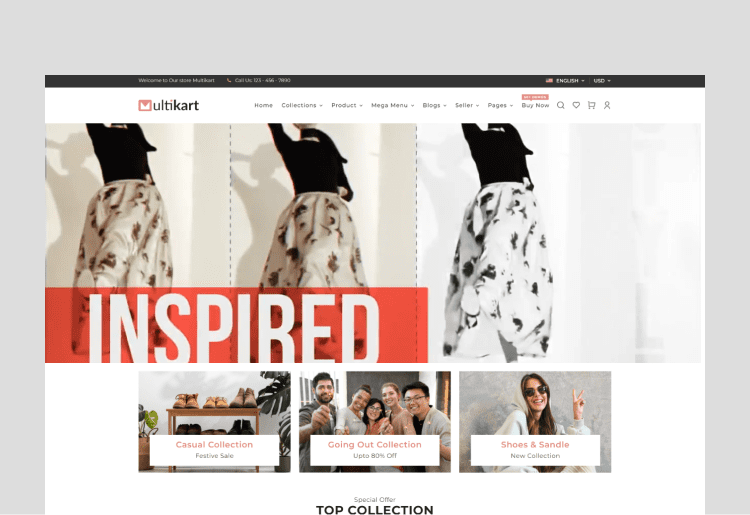 Welcome to Our store Multikart
Call Us: 123 - 456 - 7890
ENGLISH
USD
ultikart
Home
Collections
Product
Mega Menu
Blogs
Seller
Pages
Buy Now
INSPIRED
Casual Collection
Festive Sale
Going Out Collection
Upto 80% Off
Shoes & Sandle
New Collection
Special Offer
TOP COLLECTION